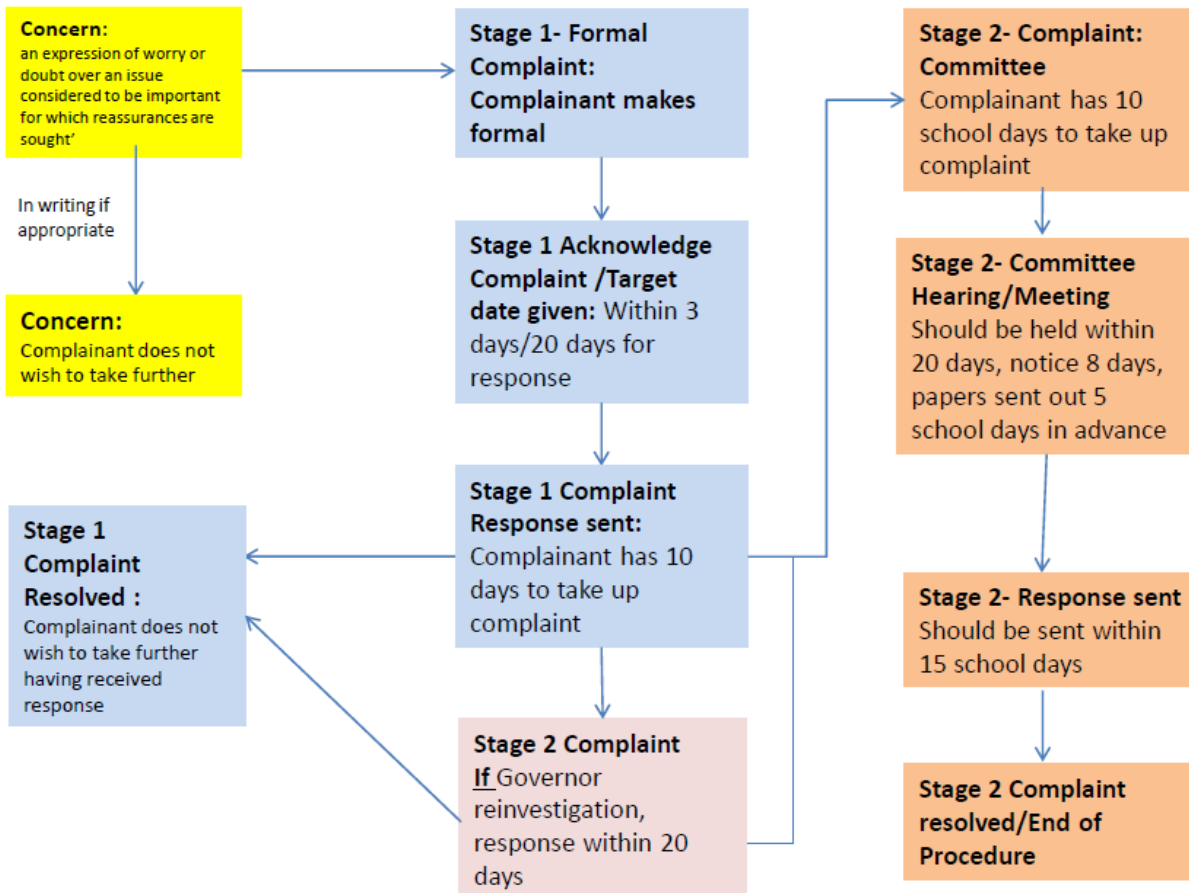 Concern:
an expression of worry or
doubt over an issue
considered to be important
for which reassurances are
sought’
In writing if
appropriate
Concern:
Complainant does not
wish to take further
Stage 1- Formal
Complaint:
Complainant makes
formal
Stage 1 Acknowledge
Complaint /Target
date given: Within 3
days/20 days for
response
Stage 1 Complaint
Response sent:
Complainant has 10
days to take up
complaint
Stage 1
Complaint
Resolved :
Complainant does not
wish to take further
having received
response
Stage 2 Complaint
If Governor
reinvestigation,
response within 20
days
Stage 2- Complaint:
Committee
Complainant has 10
school days to take up
complaint
Stage 2- Committee
Hearing/Meeting
Should be held within
20 days, notice 8 days,
papers sent out 5
school days in advance
Stage 2- Response sent
Should be sent within
15 school days
Stage 2 Complaint
resolved/End of
Procedure